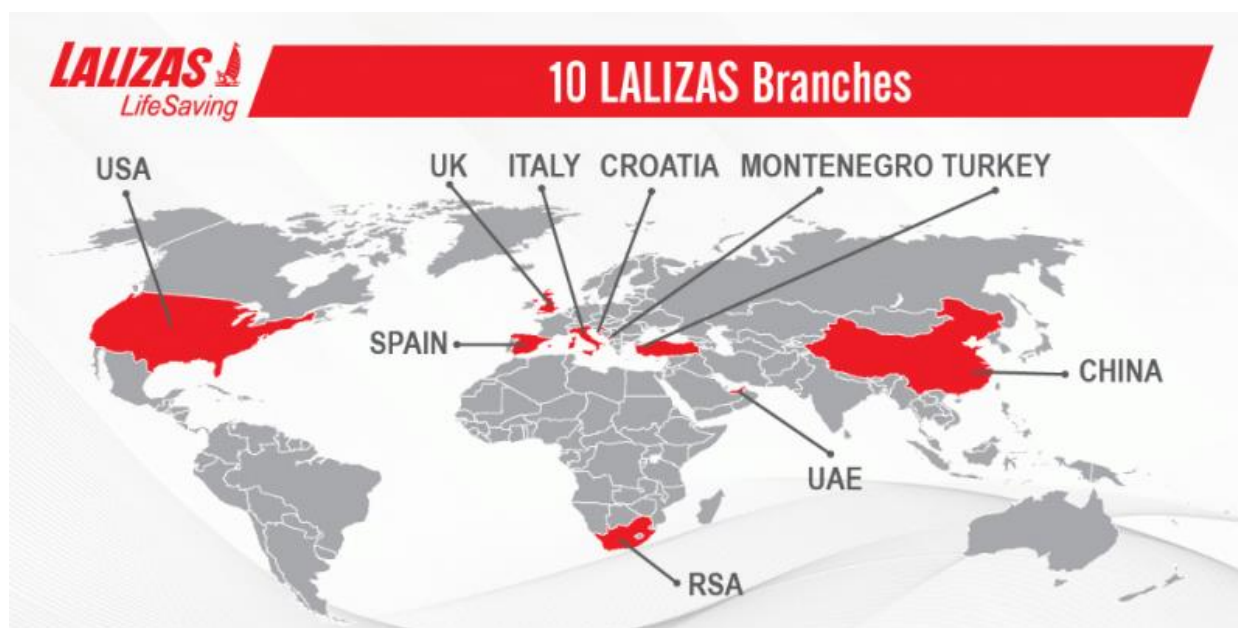 LALIZAS
LifeSaving
10 LALIZAS Branches
USA
UK
ITALY
CROATIA
MONTENEGRO
TURKEY
SPAIN
CHINA
UAE
RSA